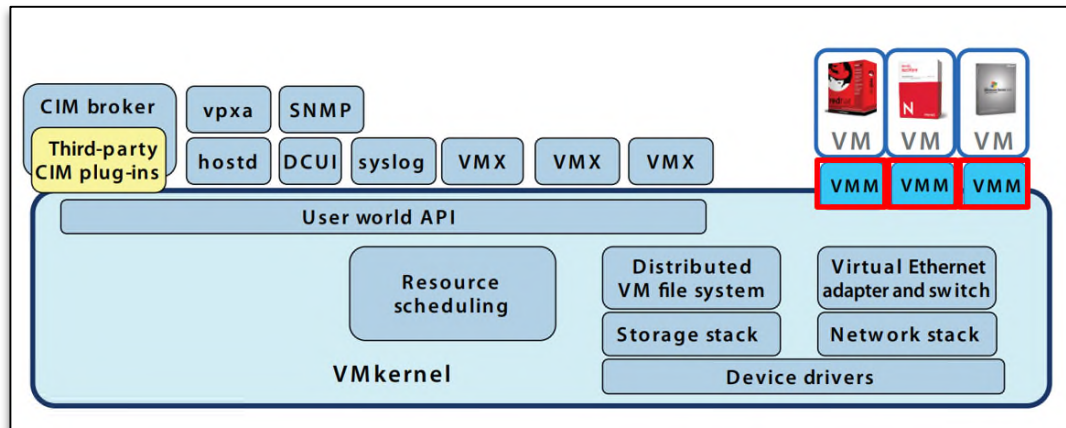 CIM broker
Third-party
CIM plug-ins
vpxa
SNMP
hostd
DCUI
syslog
VMX
VMX
VMX
redhat
N
VM
VM
VM
VMM
VMM
VMM
User world API
Resource
scheduling
Distributed
VM file system
Virtual Ethernet
adapter and switch
Storage stack
Network stack
VMkernel
Device drivers